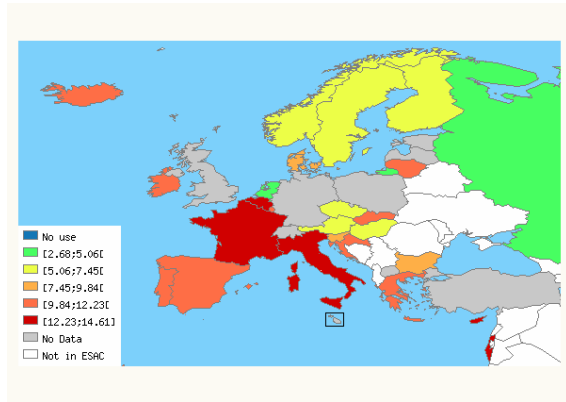 No use
[2.68;5.06[
[5.06;7.45[
[7.45;9.84[
[9.84;12.23[
[12.23;14.61]
No Data
Not in ESAC